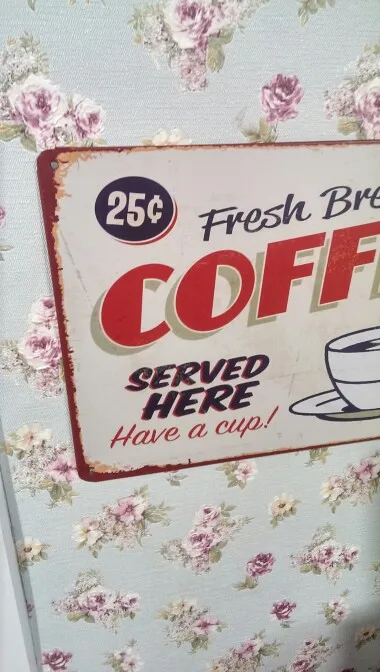 25¢
Fresh Bre
COFF
SERVED
HERE
Have a cup!